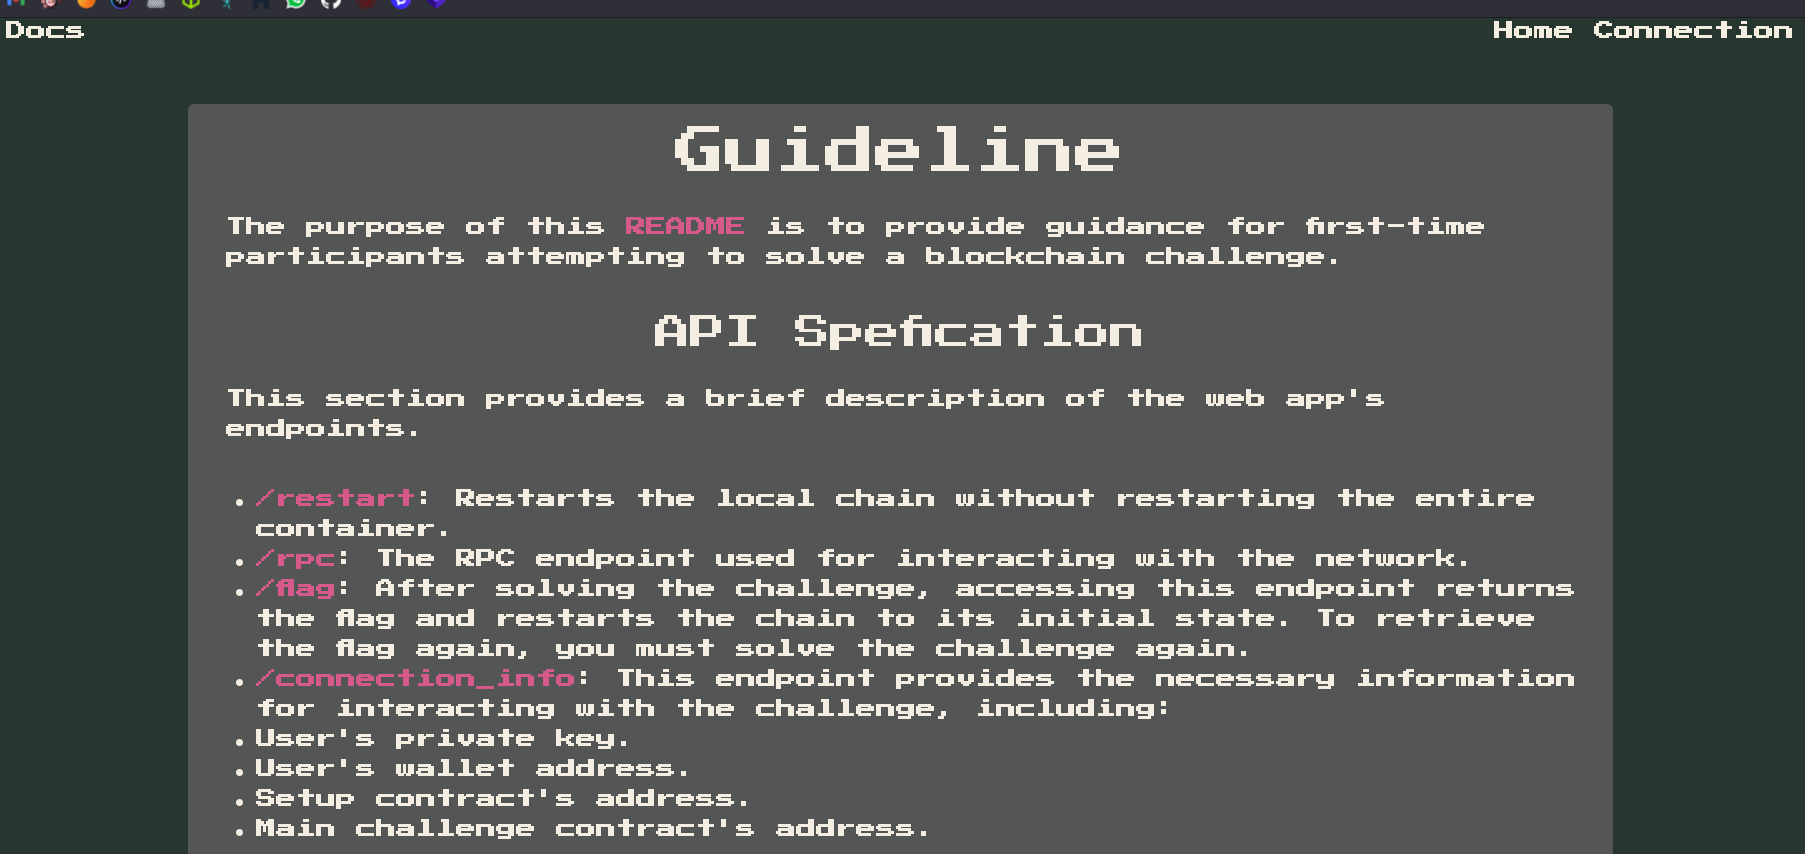 Docs
Home Connection
Guideline
The purpose of this README is to provide guidance for first-time
participants attempting to solve a blockchain challenge.
API Spefication
This section provides a brief description of the web app's
endpoints.
/restart: Restarts the local chain without restarting the entire
container.
/rpc: The RPC endpoint used for interacting with the network.
/flag: After solving the challenge, accessing this endpoint returns
the flag and restarts the chain to its initial state. To retrieve
the flag again, you must solve the challenge again.
/connection_info: This endpoint provides the necessary information
for interacting with the challenge, including:
User's private key.
User's wallet address.
Setup contract's address.
Main challenge contract's address.